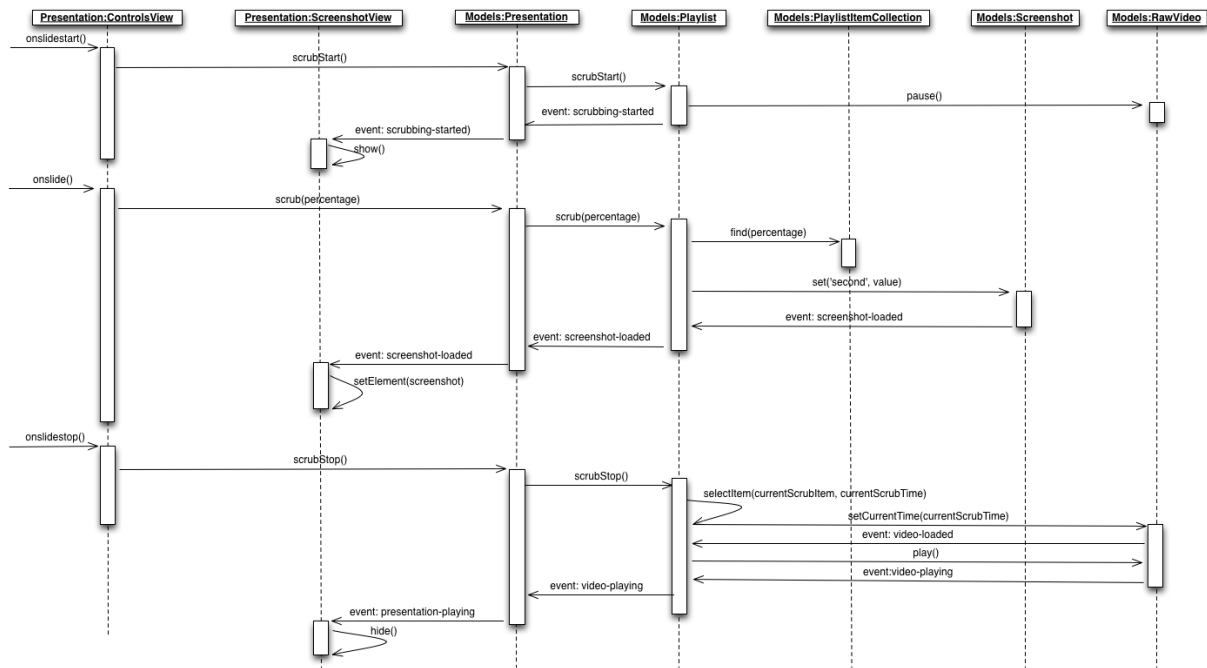 Presentation:ControlsView
Presentation:ScreenshotView
Models:Presentation
Models:Playlist
Models:PlaylistItemCollection
Models:Screenshot
Models:RawVideo
onslidestart()
scrubStart()
scrubStart()
pause()
event: scrubbing-started
event: scrubbing-started)
show()
onslide()
scrub(percentage)
scrub(percentage)
find(percentage)
set('second', value)
event: screenshot-loaded
event: screenshot-loaded
event: screenshot-loaded
setElement(screenshot)
onslidestop()
scrubStop()
scrubStop()
selectItem(currentScrubItem, currentScrubTime)
setCurrentTime(currentScrubTime)
event: video-loaded
play()
event:video-playing
event: video-playing
event: presentation-playing
hide()